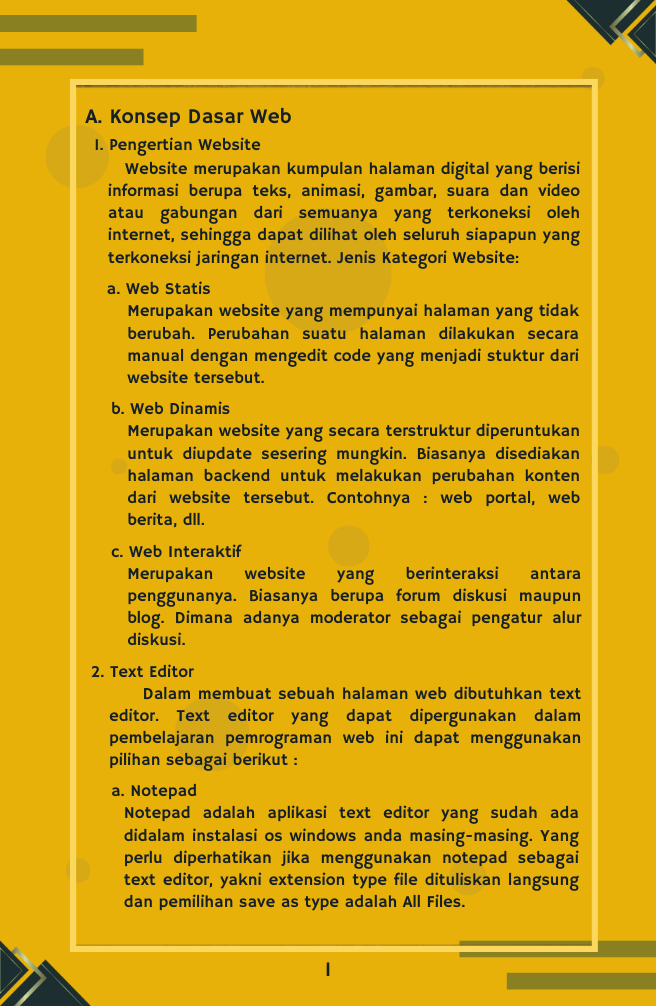 A. Konsep Dasar Web
1. Pengertian Website
Website merupakan kumpulan halaman digital yang berisi
informasi berupa teks, animasi, gambar, suara dan video
atau gabungan dari semuanya yang terkoneksi oleh
internet, sehingga dapat dilihat oleh seluruh siapapun yang
terkoneksi jaringan internet. Jenis Kategori Website:
a. Web Statis
Merupakan website yang mempunyai halaman yang tidak
berubah. Perubahan suatu halaman dilakukan secara
manual dengan mengedit code yang menjadi stuktur dari
website tersebut.
b. Web Dinamis
Merupakan website yang secara terstruktur diperuntukan
untuk diupdate sesering mungkin. Biasanya disediakan
halaman backend untuk melakukan perubahan konten
dari website tersebut. Contohnya : web portal, web
berita, dll.
c. Web Interaktif
Merupakan website yang berinteraksi antara
penggunanya. Biasanya berupa forum diskusi maupun
blog. Dimana adanya moderator sebagai pengatur alur
diskusi.
2. Text Editor
Dalam membuat sebuah halaman web dibutuhkan text
editor. Text editor yang dapat dipergunakan dalam
pembelajaran pemrograman web ini dapat menggunakan
pilihan sebagai berikut :
a. Notepad
Notepad adalah aplikasi text editor yang sudah ada
didalam instalasi os windows anda masing-masing. Yang
perlu diperhatikan jika menggunakan notepad sebagai
text editor, yakni extension type file dituliskan langsung
dan pemilihan save as type adalah All Files.
1